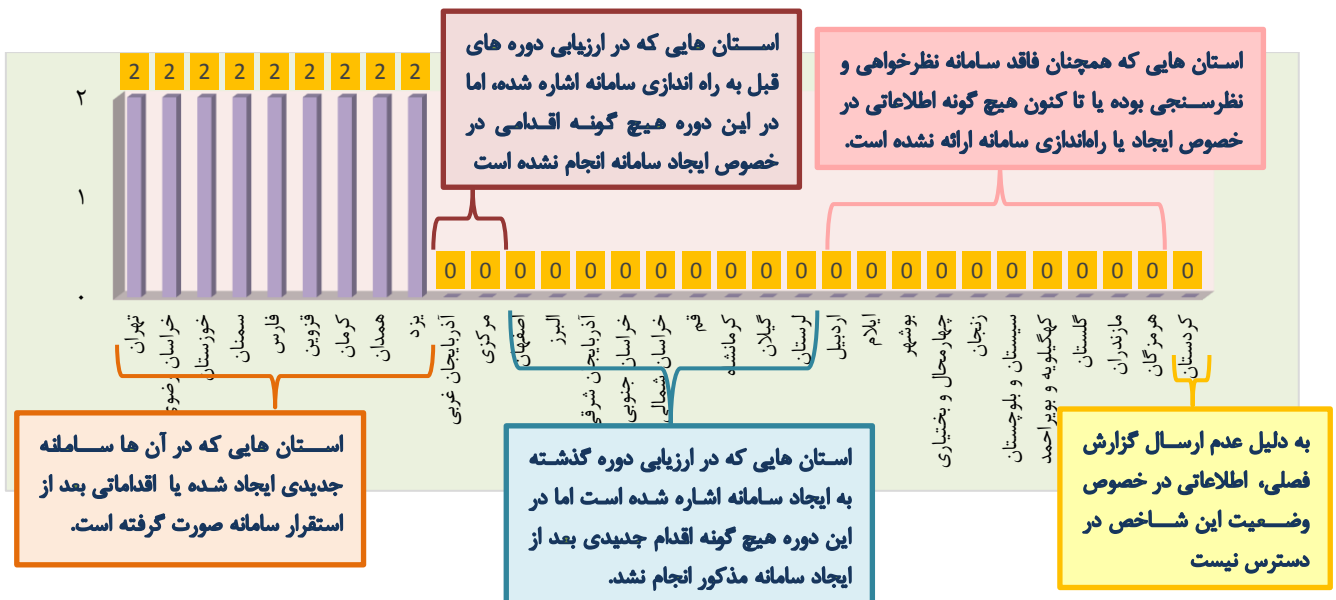 استان هایی که در ارزیابی دوره های
قبل به راه اندازی سامانه اشاره شده، اما
در این دوره هیچ گونه اقدامی در
خصوص ایجاد سامانه انجام نشده است
استان هایی که همچنان فاقد سامانه نظرخواهی و
نظرسنجی بوده یا تا کنون هیچ گونه اطلاعاتی در
خصوص ایجاد یا راه‌اندازی سامانه ارائه نشده است.
2 2 2 2 2 2 2 2 2
۲
۱
۰
0 0 0 0 0 0 0 0 0 0 0 0 0 0 0 0 0 0 0 0 0 0
تهران
خراسان رضوی
خوزستان
سمنان
فارس
قزوین
کرمان
همدان
یزد
آذربایجان غربی
مرکزی
اصفهان
البرز
آذربایجان شرقی
خراسان جنوبی
خراسان شمالی
قم
کرمانشاه
گیلان
لرستان
اردبیل
ایلام
بوشهر
چهارمحال و بختیاری
زنجان
سیستان و بلوچستان
کهگیلویه و بویراحمد
گلستان
مازندران
هرمزگان
کردستان
استان هایی که در آن ها سامانه
جدیدی ایجاد شده یا اقداماتی بعد از
استقرار سامانه صورت گرفته است.
استان هایی که در ارزیابی دوره گذشته
به ایجاد سامانه اشاره شده است اما در
این دوره هیچ گونه اقدام جدیدی بعد از
ایجاد سامانه مذکور انجام نشد.
به دلیل عدم ارسال گزارش
فصلی، اطلاعاتی در خصوص
وضعیت این شاخص در
دسترس نیست